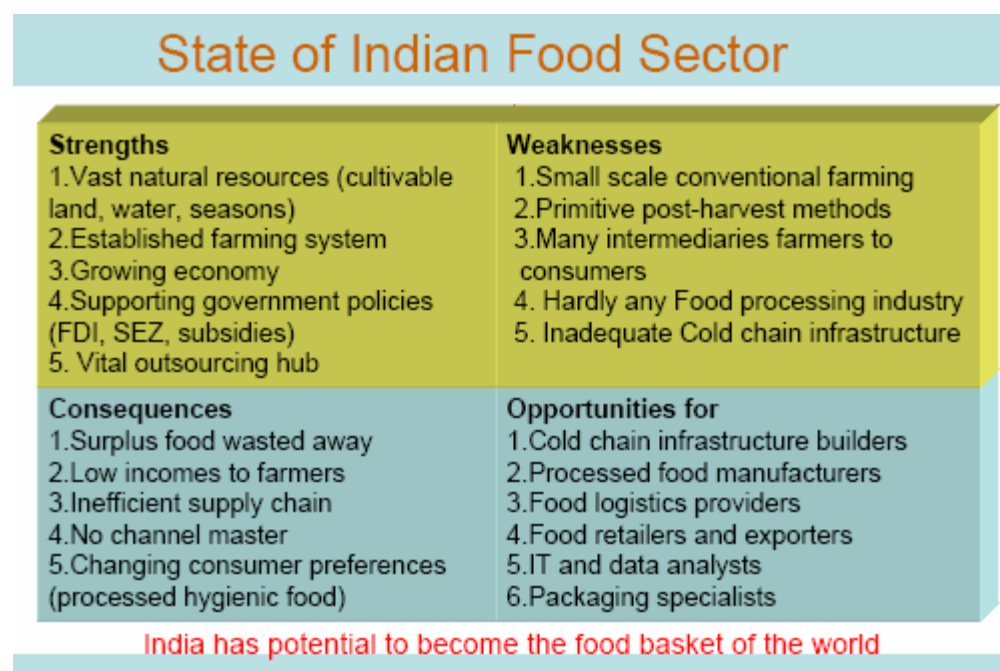 State of Indian Food Sector
Strengths
1.Vast natural resources (cultivable
land, water, seasons)
2.Established farming system
3.Growing economy
4.Supporting government policies
(FDI, SEZ, subsidies)
5. Vital outsourcing hub
Weaknesses
1.Small scale conventional farming
2.Primitive post-harvest methods
3.Many intermediaries farmers to
consumers
4. Hardly any Food processing industry
5. Inadequate Cold chain infrastructure
Consequences
1.Surplus food wasted away
2.Low incomes to farmers
3.Inefficient supply chain
4.No channel master
5.Changing consumer preferences
(processed hygienic food)
Opportunities for
1.Cold chain infrastructure builders
2.Processed food manufacturers
3.Food logistics providers
4.Food retailers and exporters
5.IT and data analysts
6.Packaging specialists
India has potential to become the food basket of the world